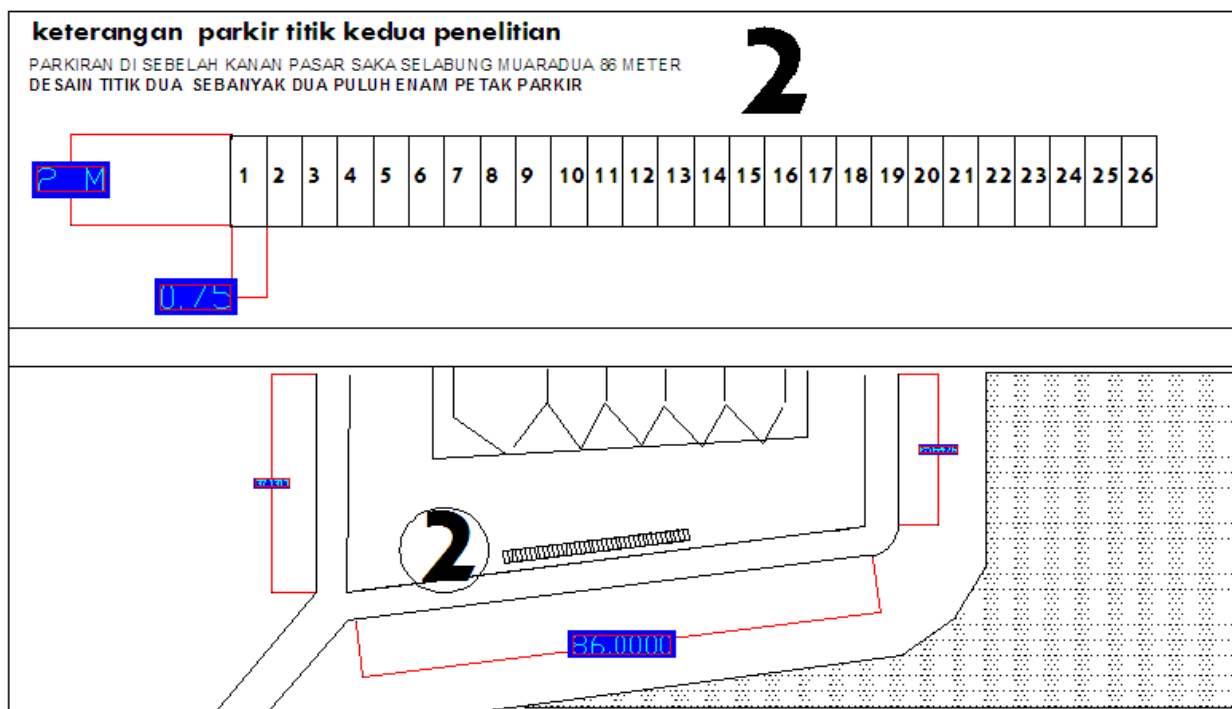 keterangan parkir titik kedua penelitian
2
PARKIRAN DI SEBELAH KANAN PASAR SAKA SELABUNG MUARADUA 86 METER
DESAIN TITIK DUA SEBANYAK DUA PULUH ENAM PETAK PARKIR
2 M
1 2 3 4 5 6 7 8 9 10 11 12 13 14 15 16 17 18 19 20 21 22 23 24 25 26
0.75
2
86.0000